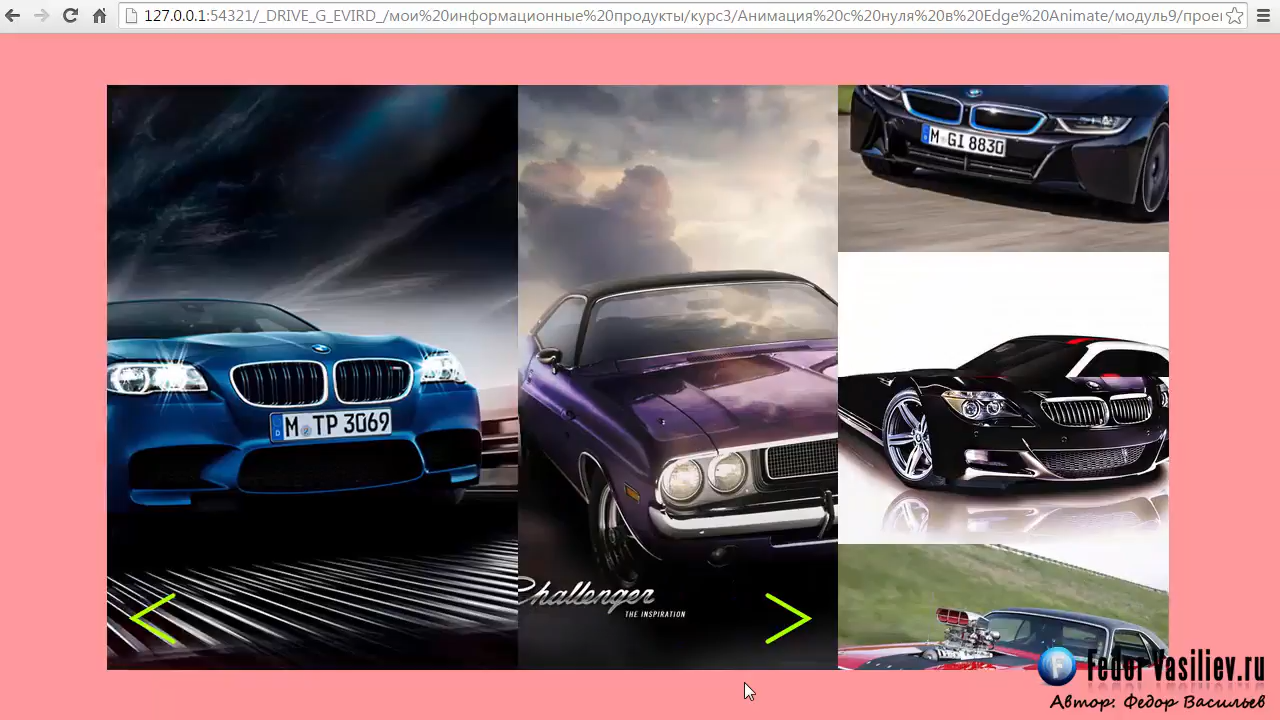 127.0.0.1:54321/_DRIVE_G_EVIRD_/мои%20информационные%20продукты/курс3/Анимация%20с%20нуля%20в%20Edge%20Animate/модуль9/прое
M GI 8830
M TP 3069
Challenger
THE INSPIRATION
F Fedor Vasiliev.ru
Автор: Федор Васильев